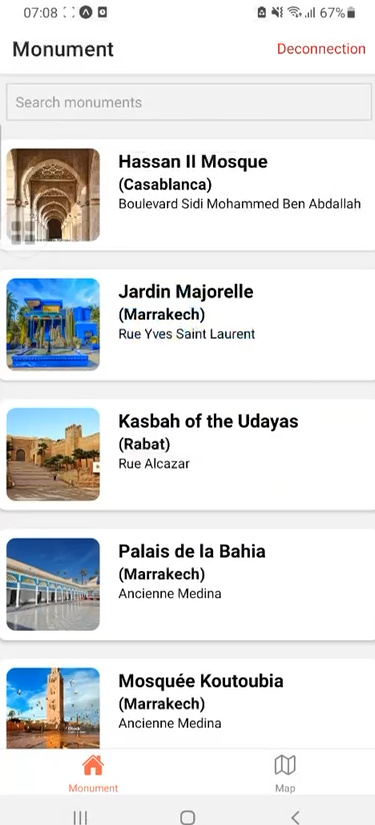 07:08
67%
Monument
Deconnection
Search monuments
Hassan II Mosque
(Casablanca)
Boulevard Sidi Mohammed Ben Abdallah
Jardin Majorelle
(Marrakech)
Rue Yves Saint Laurent
Kasbah of the Udayas
(Rabat)
Rue Alcazar
Palais de la Bahia
(Marrakech)
Ancienne Medina
Mosquée Koutoubia
(Marrakech)
Ancienne Medina
Monument
Map